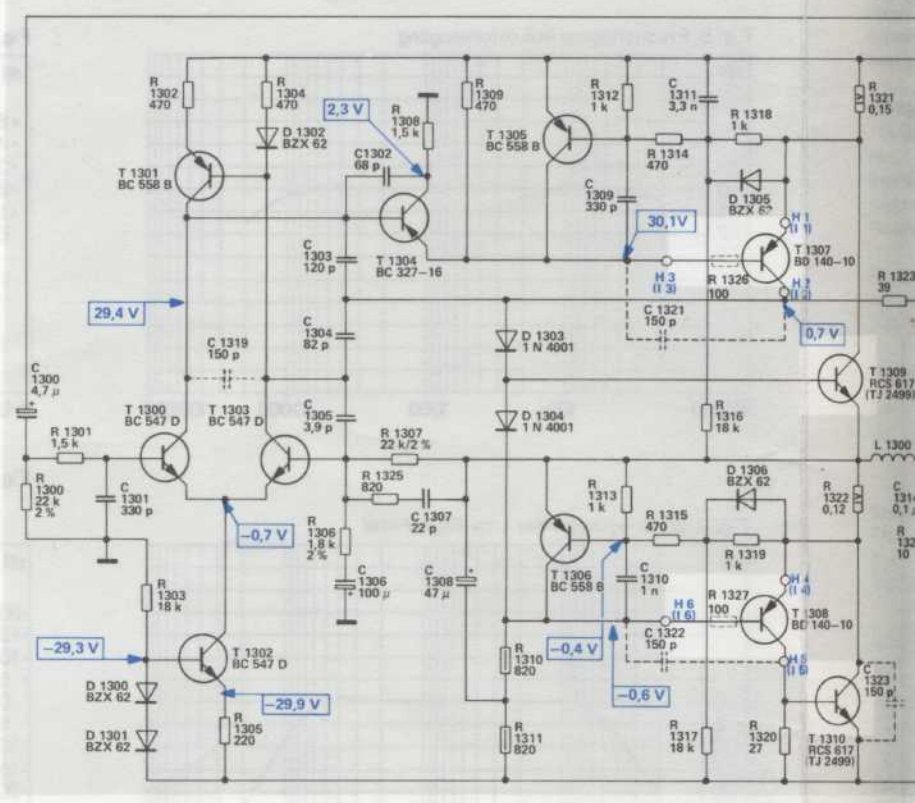 R
1302
470
R
1304
470
D 1302
BZX 62
2,3 V
R
1308
1,5 k
R
1309
470
T 1305
BC 558 B
R
1312
1 k
C
1311
3,3 n
R 1318
1 k
R
1321
0,15
T 1301
BC 558 B
C1302
68 p
R 1314
470
C
1309
330 p
D 1305
BZX 62
30,1V
H 1
(I 1)
T 1304
BC 327-16
T 1307
BD 140-10
C
1303
120 p
H 3
(I 3)
R 1326
100
H 2
(I 2)
R 1323
39
29,4 V
C 1321
150 p
0,7 V
C
1304
82 p
D 1303
1 N 4001
C 1319
150 p
C
1300
4,7 µ
T 1309
RCS 617
(TJ 2499)
T 1300
BC 547 D
T 1303
BC 547 D
C
1305
3,9 p
D 1304
1 N 4001
R
1316
18 k
R 1301
1,5 k
R 1307
22 k/2 %
L 1300
R
1300
22 k
2 %
C
1301
330 p
R 1325
820
C 1307
22 p
R
1313
1 k
R 1315
470
D 1306
BZX 62
R
1322
0,12
−0,7 V
R
1306
1,8 k
2 %
R 1319
1 k
C
1306
100 µ
C
1308
47 µ
T 1306
BC 558 B
C
1310
1 n
H 4
(I 4)
R 1327
100
H 6
(I 6)
T 1308
BD 140-10
R
1303
18 k
−29,3 V
T 1302
BC 547 D
−0,4 V
C 1322
150 p
H 5
(I 5)
R
1310
820
−0,6 V
C
1323
150 p
D 1300
BZX 62
−29,9 V
D 1301
BZX 62
R
1305
220
R
1311
820
R
1317
18 k
R
1320
27
T 1310
RCS 617
(TJ 2499)